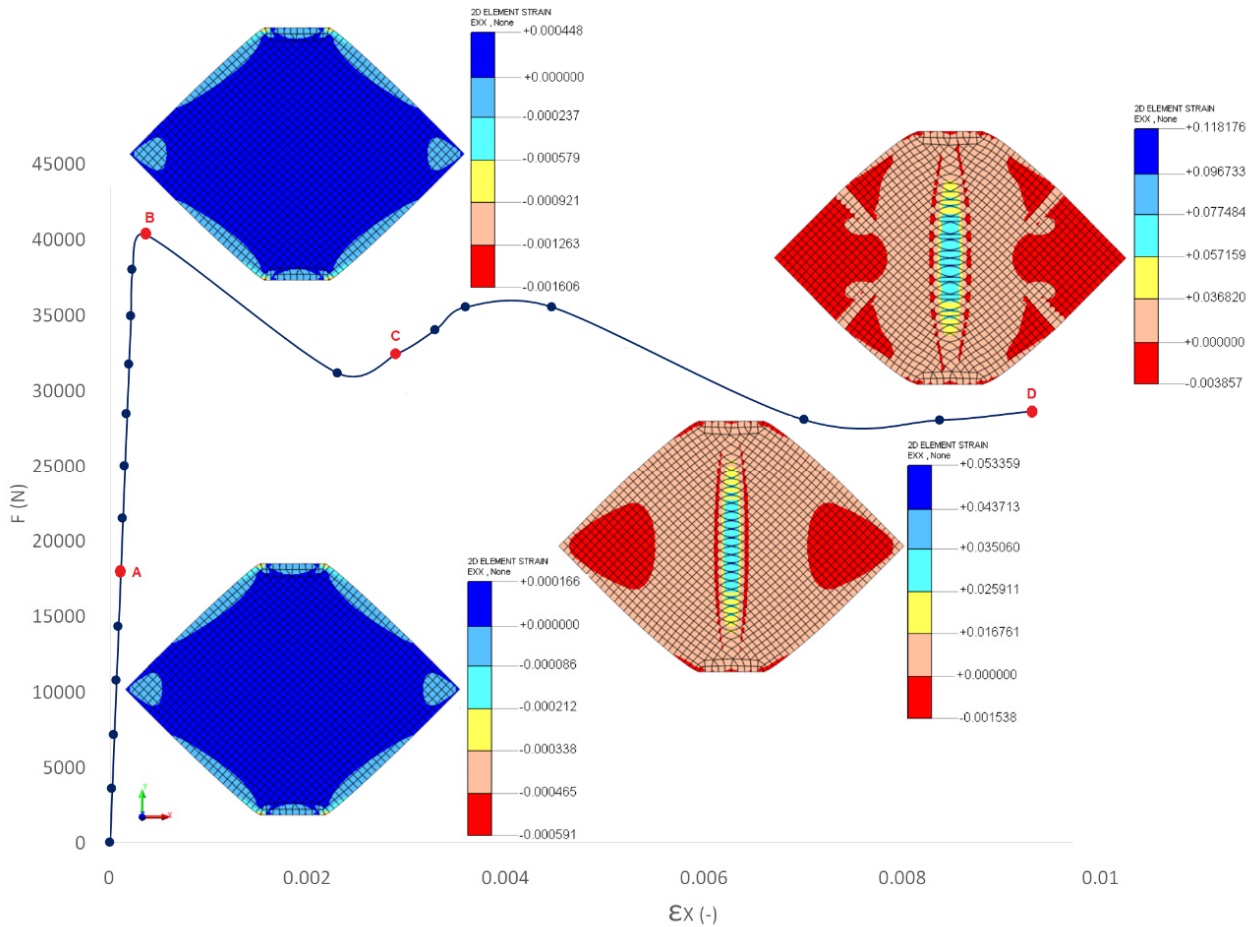 2D ELEMENT STRAIN
EXX , None
+0.000448
+0.000000
-0.000237
-0.000579
-0.000921
-0.001263
-0.001606
2D ELEMENT STRAIN
EXX , None
+0.118176
+0.096733
+0.077484
+0.057159
+0.036820
+0.000000
-0.003857
45000
40000
35000
30000
25000
20000
15000
10000
5000
0
F (N)
B
C
D
A
2D ELEMENT STRAIN
EXX , None
+0.053359
+0.043713
+0.035060
+0.025911
+0.016761
+0.000000
-0.001538
2D ELEMENT STRAIN
EXX , None
+0.000166
+0.000000
-0.000086
-0.000212
-0.000338
-0.000465
-0.000591
Y
X
0
0.002
0.004
0.006
0.008
0.01
εX (-)